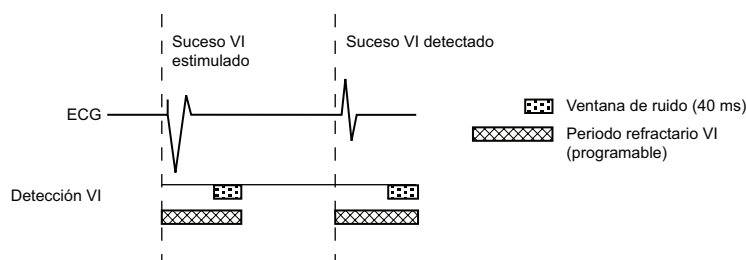 Suceso VI
estimulado
Suceso VI detectado
ECG
Ventana de ruido (40 ms)
Periodo refractario VI
(programable)
Detección VI